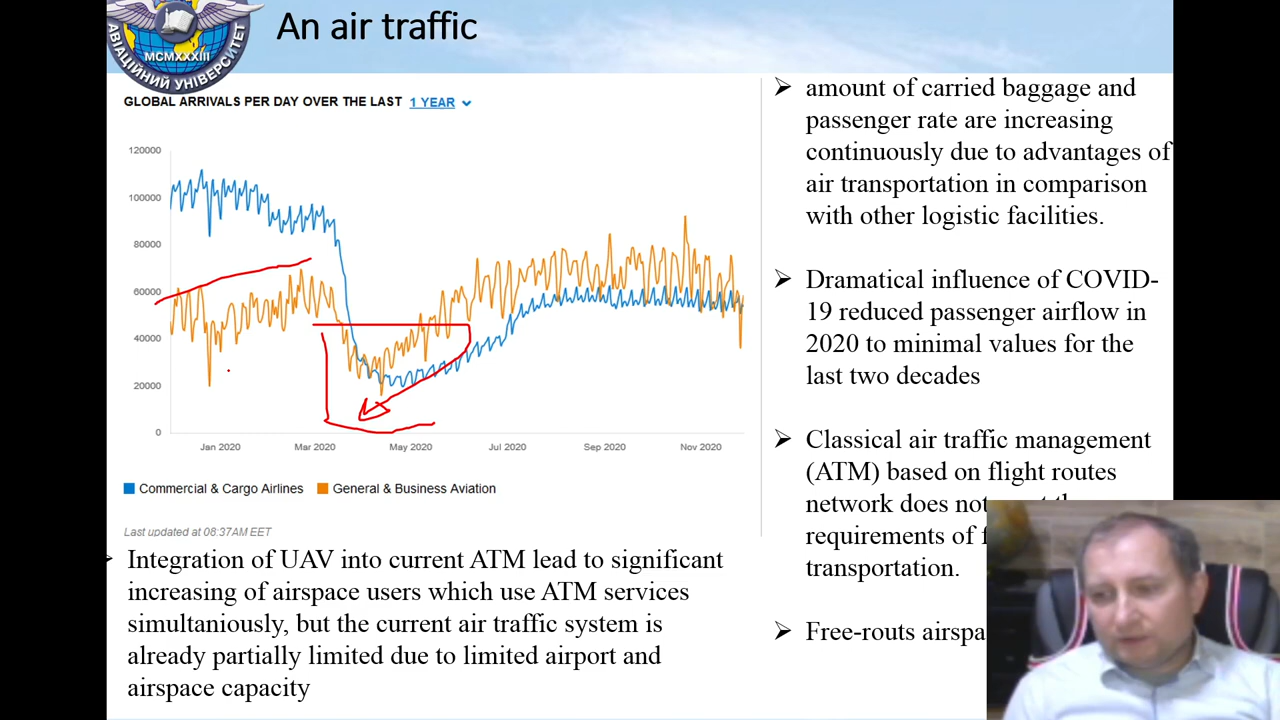 An air traffic
MCMXXXIII
АВІАЦІЙНИЙ УНІВЕРСИТЕТ
GLOBAL ARRIVALS PER DAY OVER THE LAST 1 YEAR
120000
100000
80000
60000
40000
20000
0
Jan 2020 Mar 2020 May 2020 Jul 2020 Sep 2020 Nov 2020
Commercial & Cargo Airlines General & Business Aviation
Last updated at 08:37AM EET
Integration of UAV into current ATM lead to significant
increasing of airspace users which use ATM services
simultaniously, but the current air traffic system is
already partially limited due to limited airport and
airspace capacity
amount of carried baggage and
passenger rate are increasing
continuously due to advantages of
air transportation in comparison
with other logistic facilities.
Dramatical influence of COVID-
19 reduced passenger airflow in
2020 to minimal values for the
last two decades
Classical air traffic management
(ATM) based on flight routes
network does not
requirements of
transportation.
Free-routs